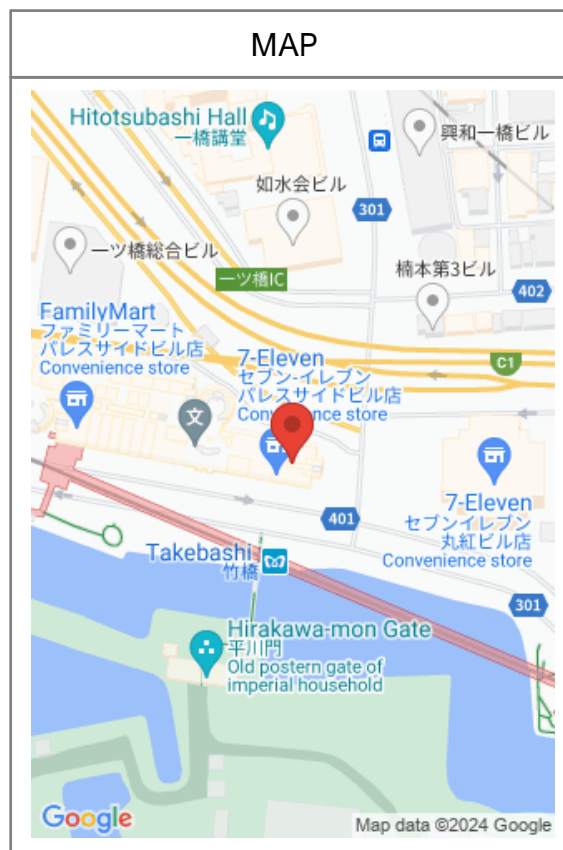 MAP
Hitotsubashi Hall
一橋講堂
興和一橋ビル
如水会ビル
301
一ツ橋総合ビル
一ツ橋IC
楠本第3ビル
402
FamilyMart
ファミリーマート
パレスサイドビル店
Convenience store
7-Eleven
セブン-イレブン
パレスサイドビル店
C1
文
401
7-Eleven
セブンイレブン
丸紅ビル店
Convenience store
Takebashi
竹橋
301
Hirakawa-mon Gate
平川門
Old postern gate of
imperial household
Google
Map data ©2024 Google